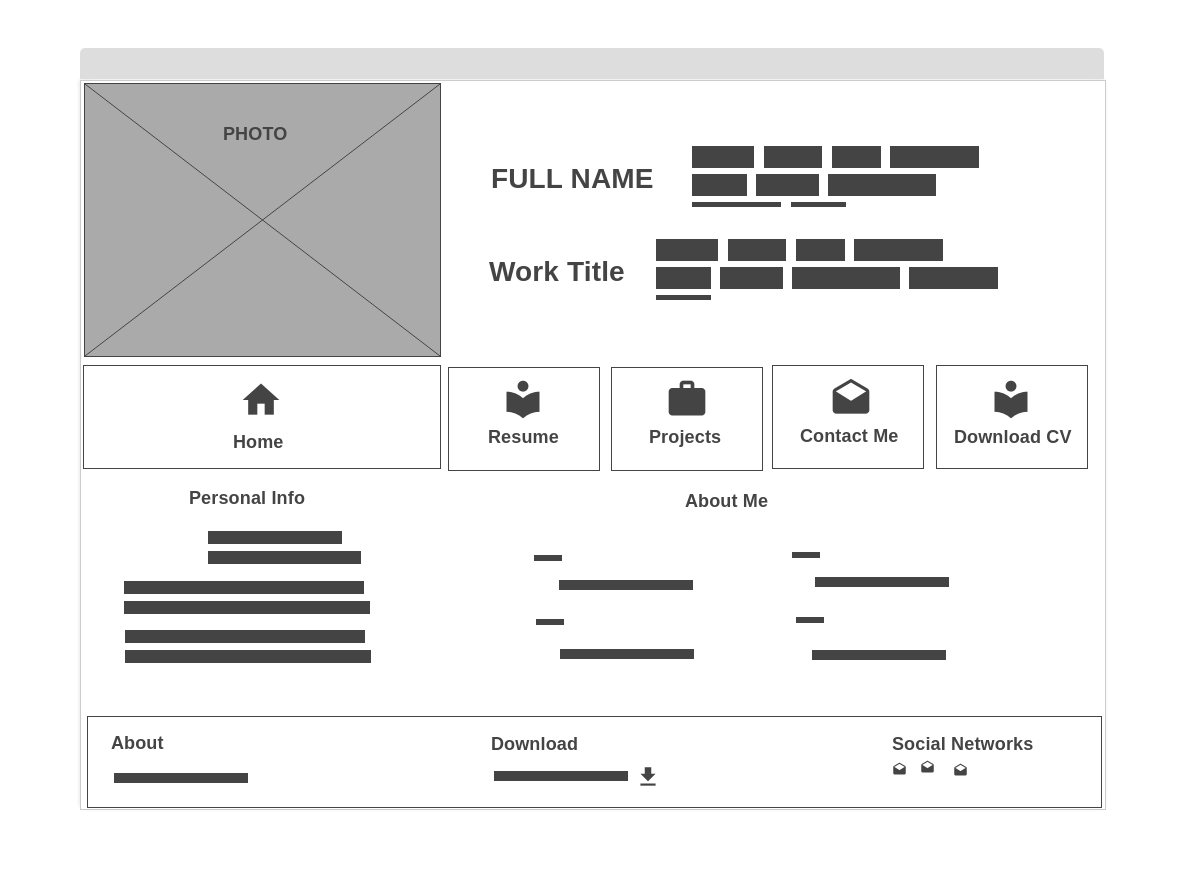 PHOTO
FULL NAME
Work Title
Home
Resume
Projects
Contact Me
Download CV
Personal Info
About Me
About
Download
Social Networks